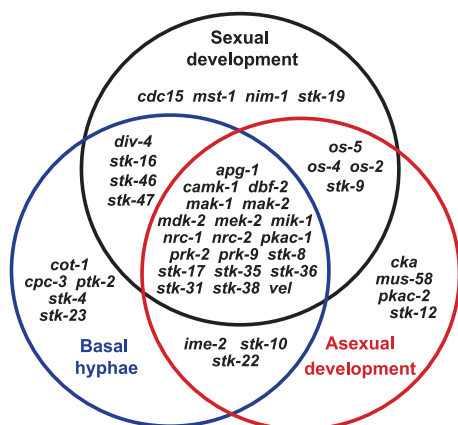 Sexual
development
cdc15 mst-1 nim-1 stk-19
div-4
stk-16
stk-46
stk-47
os-5
os-4 os-2
stk-9
apg-1
camk-1 dbf-2
mak-1 mak-2
mdk-2 mek-2 mik-1
nrc-1 nrc-2 pkac-1
prk-2 prk-9 stk-8
stk-17 stk-35 stk-36
stk-31 stk-38 vel
cot-1
cpc-3 ptk-2
stk-4
stk-23
cka
mus-58
pkac-2
stk-12
ime-2 stk-10
stk-22
Basal
hyphae
Asexual
development